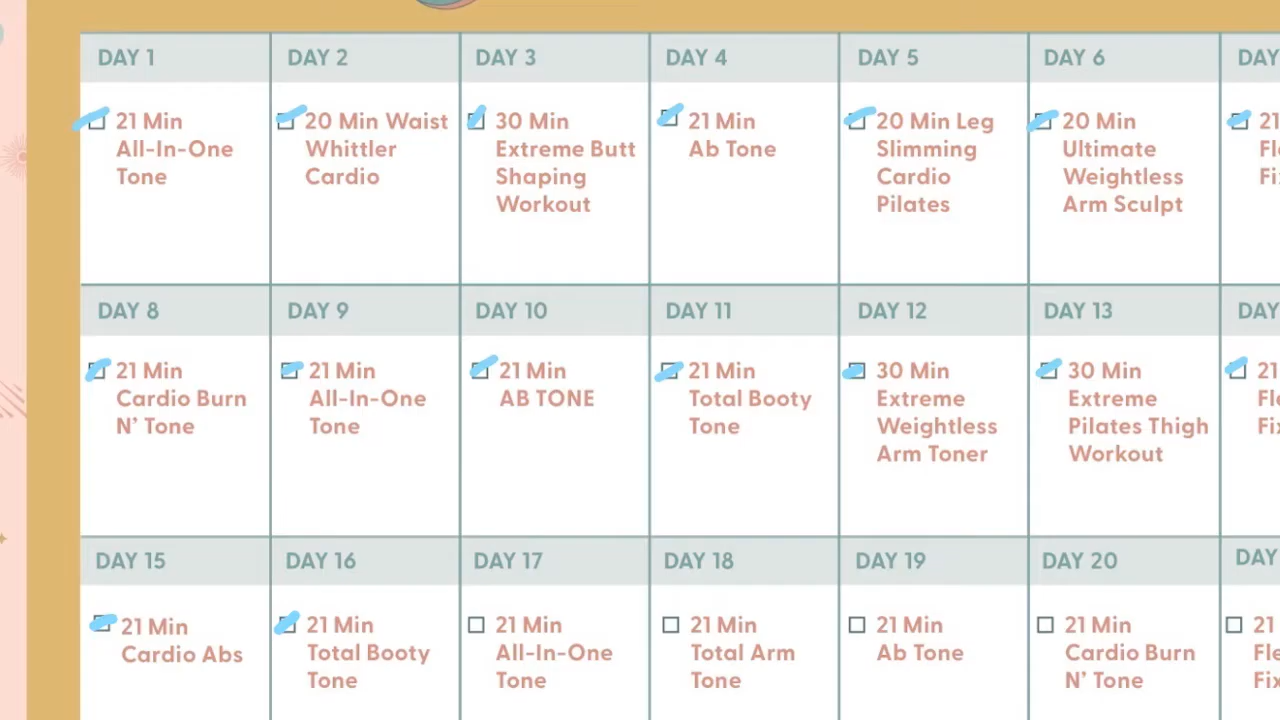 DAY 1
DAY 2
DAY 3
DAY 4
DAY 5
DAY 6
DAY
21 Min
All-In-One
Tone
20 Min Waist
Whittler
Cardio
30 Min
Extreme Butt
Shaping
Workout
21 Min
Ab Tone
20 Min Leg
Slimming
Cardio
Pilates
20 Min
Ultimate
Weightless
Arm Sculpt
21
DAY 8
DAY 9
DAY 10
DAY 11
DAY 12
DAY 13
DAY
21 Min
Cardio Burn
N’ Tone
21 Min
All-In-One
Tone
21 Min
AB TONE
21 Min
Total Booty
Tone
30 Min
Extreme
Weightless
Arm Toner
30 Min
Extreme
Pilates Thigh
Workout
21
DAY 15
DAY 16
DAY 17
DAY 18
DAY 19
DAY 20
DAY
21 Min
Cardio Abs
21 Min
Total Booty
Tone
21 Min
All-In-One
Tone
21 Min
Total Arm
Tone
21 Min
Ab Tone
21 Min
Cardio Burn
N’ Tone
21